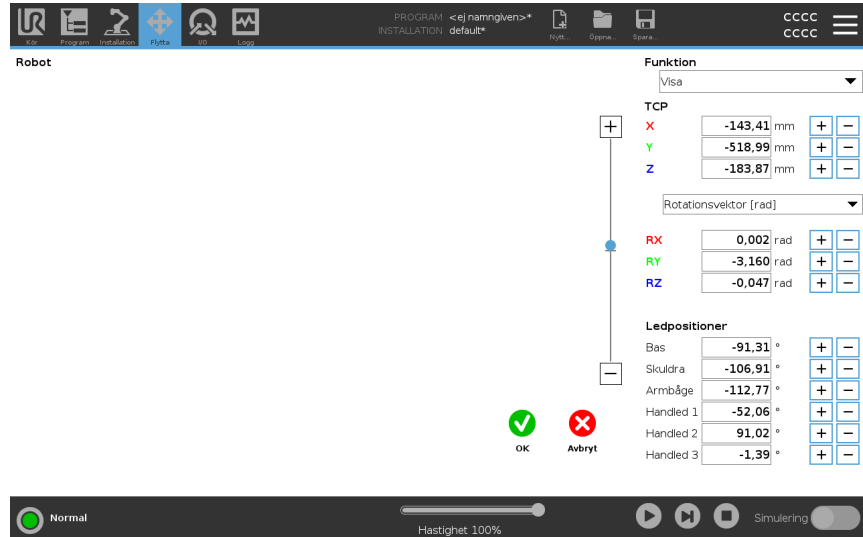 PROGRAM <ej namngiven>*
INSTALLATION default*
CCCC
CCCC
Kör Program Installation Flytta I/O Logg Nytt... Öppna... Spara...
Robot
Funktion
Visa
TCP
X -143,41 mm + −
Y -518,99 mm + −
Z -183,87 mm + −
Rotationsvektor [rad]
RX 0,002 rad + −
RY -3,160 rad + −
RZ -0,047 rad + −
Ledpositioner
Bas -91,31 ° + −
Skuldra -106,91 ° + −
Armbåge -112,77 ° + −
Handled 1 -52,06 ° + −
Handled 2 91,02 ° + −
Handled 3 -1,39 ° + −
+
−
OK Avbryt
Normal
Hastighet 100%
Simulering